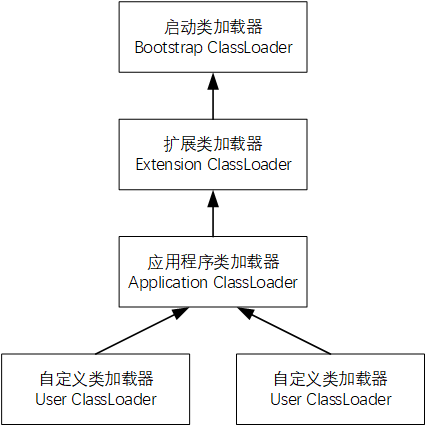 启动类加载器
Bootstrap ClassLoader
扩展类加载器
Extension ClassLoader
应用程序类加载器
Application ClassLoader
自定义类加载器
User ClassLoader
自定义类加载器
User ClassLoader